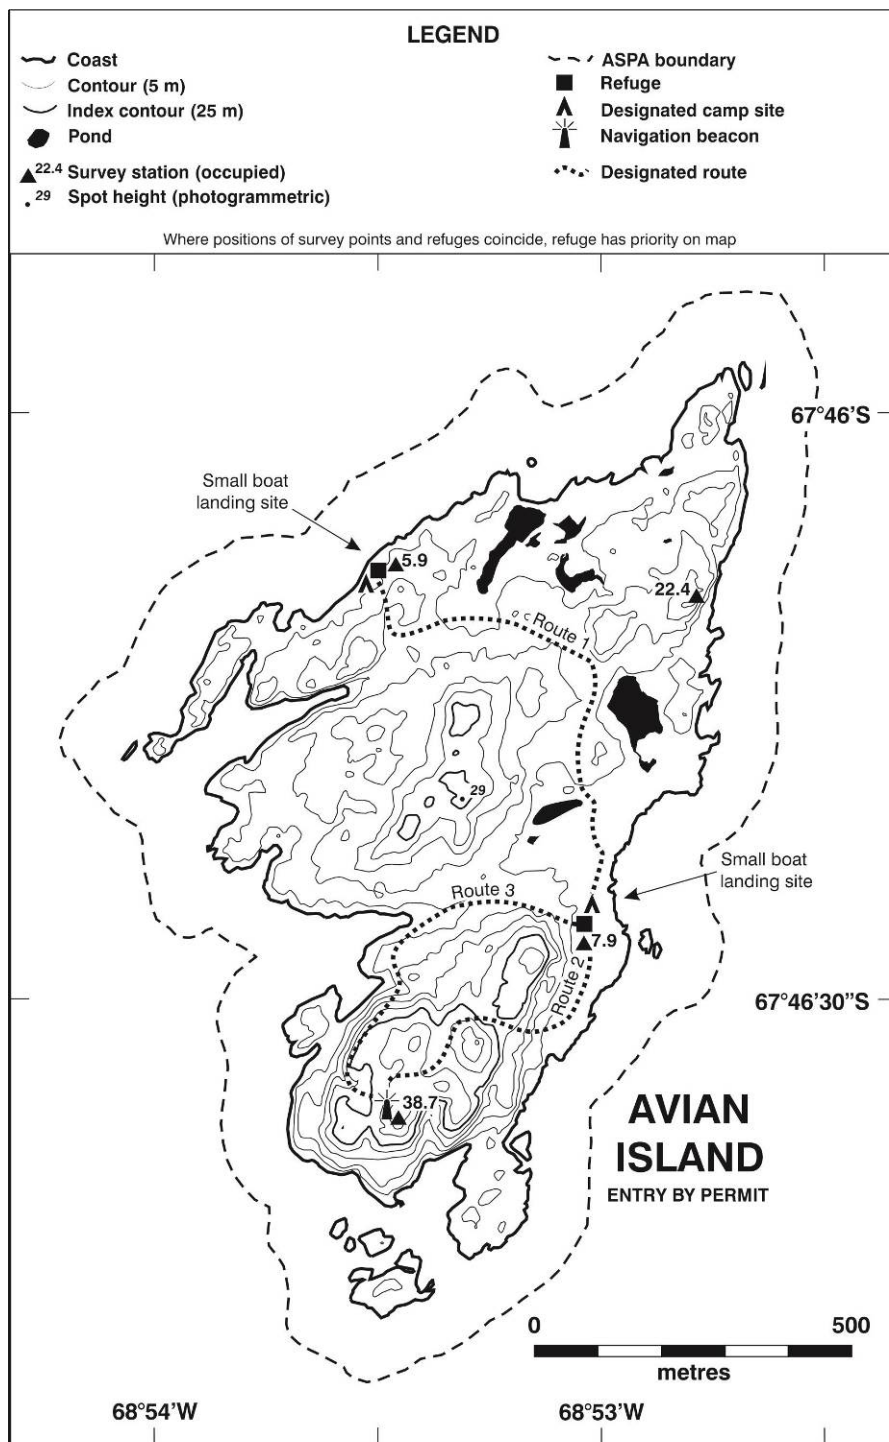 LEGEND
Coast
Contour (5 m)
Index contour (25 m)
Pond
22.4 Survey station (occupied)
29 Spot height (photogrammetric)
ASPA boundary
Refuge
Designated camp site
Navigation beacon
Designated route
Where positions of survey points and refuges coincide, refuge has priority on map
67°46'S
Small boat
landing site
5.9
22.4
Route 1
29
Small boat
landing site
Route 3
7.9
Route 2
67°46'30"S
38.7
AVIAN
ISLAND
ENTRY BY PERMIT
0 500
metres
68°54'W 68°53'W